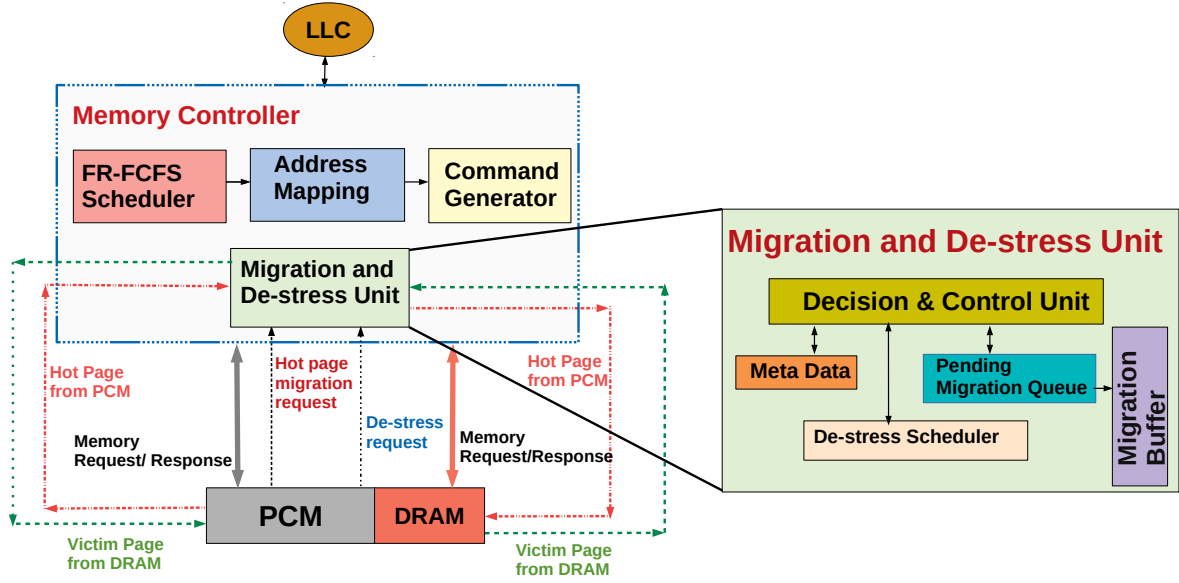 LLC
Memory Controller
FR-FCFS
Scheduler
Address
Mapping
Command
Generator
Migration and
De-stress Unit
Hot Page
from PCM
Hot page
migration
request
De-stress
request
Hot Page
from PCM
Memory
Request/ Response
Memory
Request/Response
PCM
DRAM
Victim Page
from DRAM
Victim Page
from DRAM
Migration and De-stress Unit
Decision & Control Unit
Meta Data
Pending
Migration Queue
De-stress Scheduler
Migration
Buffer